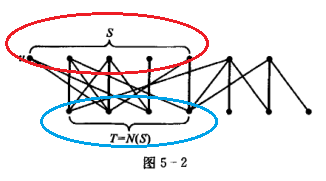 S
u
T=N(S)
图 5-2